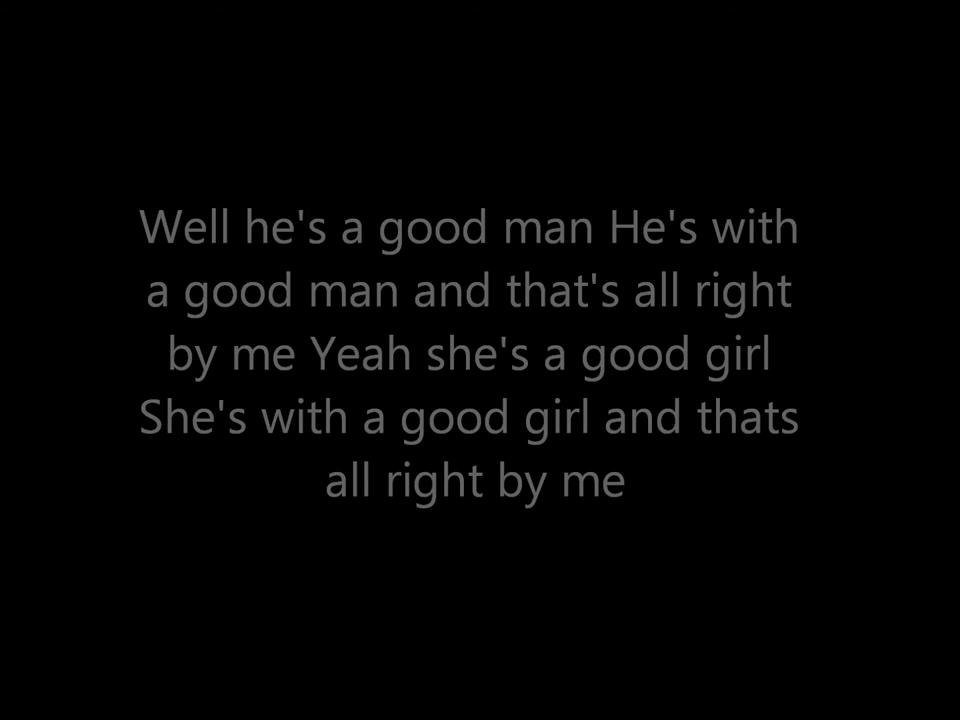 Well he's a good man He's with
a good man and that's all right
by me Yeah she's a good girl
She's with a good girl and thats
all right by me